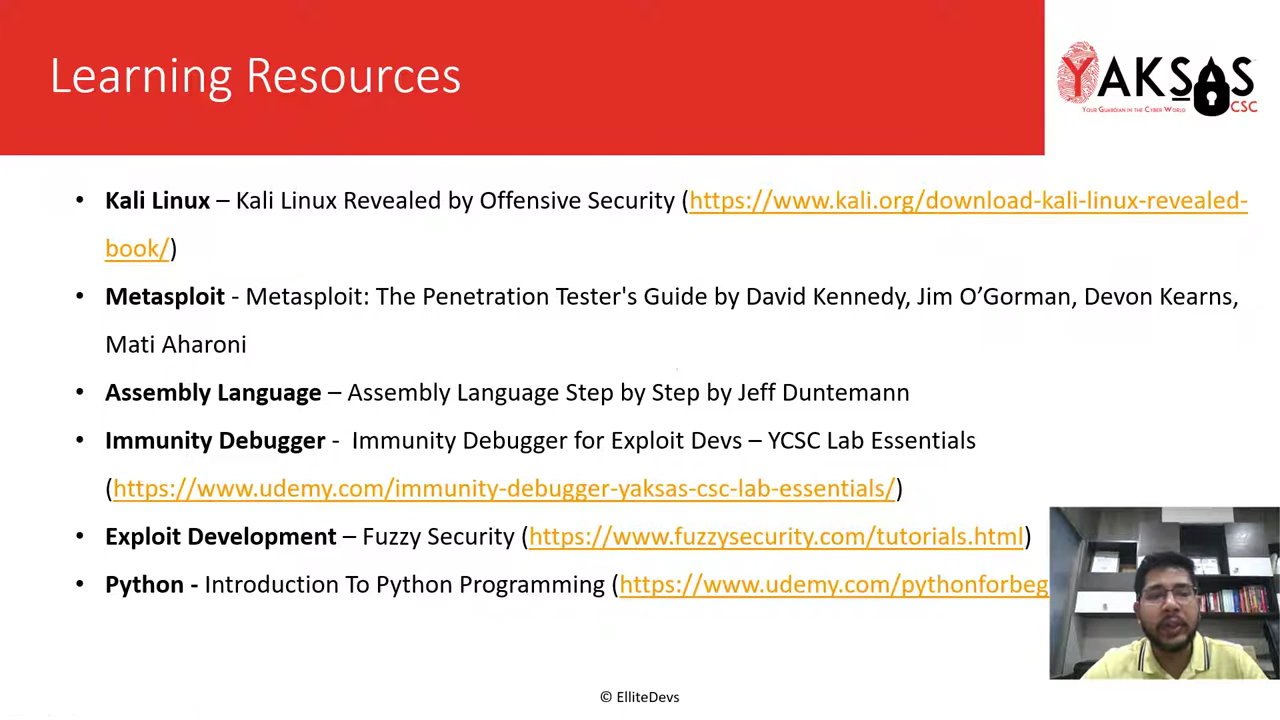 Learning Resources
YAKSAS
CSC
YOUR GUARDIAN IN THE CYBER WORLD
• Kali Linux – Kali Linux Revealed by Offensive Security (https://www.kali.org/download-kali-linux-revealed-
book/)
• Metasploit - Metasploit: The Penetration Tester's Guide by David Kennedy, Jim O’Gorman, Devon Kearns,
Mati Aharoni
• Assembly Language – Assembly Language Step by Step by Jeff Duntemann
• Immunity Debugger - Immunity Debugger for Exploit Devs – YCSC Lab Essentials
(https://www.udemy.com/immunity-debugger-yaksas-csc-lab-essentials/)
• Exploit Development – Fuzzy Security (https://www.fuzzysecurity.com/tutorials.html)
• Python - Introduction To Python Programming (https://www.udemy.com/pythonforbeg
© ElliteDevs